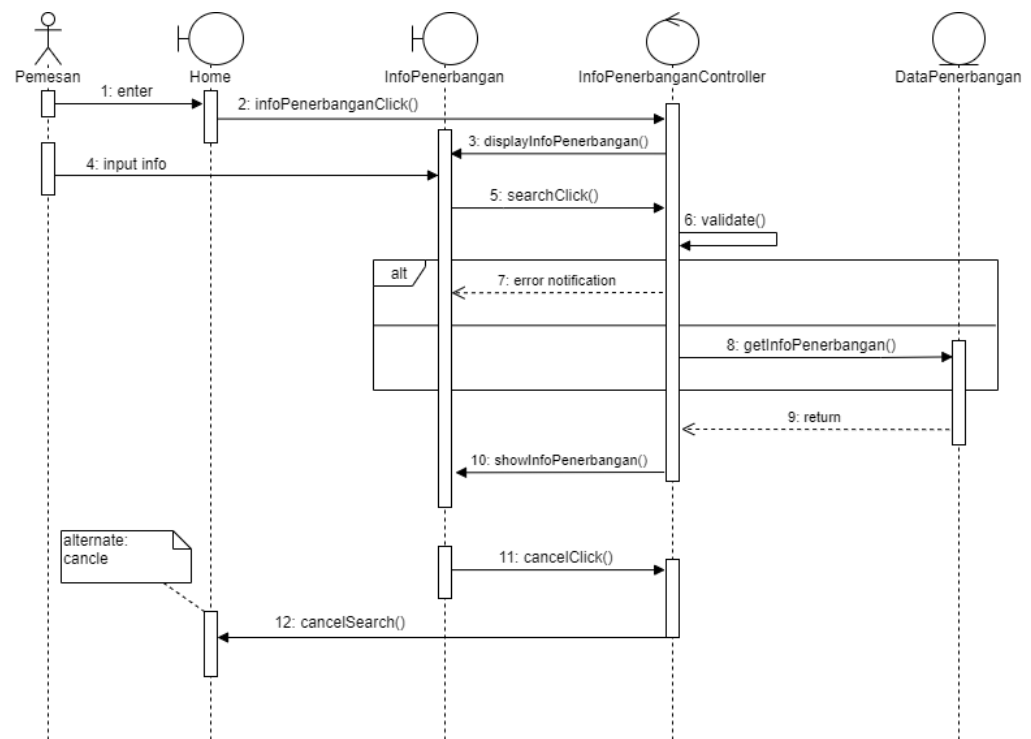 Pemesan
Home
InfoPenerbangan
InfoPenerbanganController
DataPenerbangan
1: enter
2: infoPenerbanganClick()
3: displayInfoPenerbangan()
4: input info
5: searchClick()
6: validate()
alt
7: error notification
8: getInfoPenerbangan()
9: return
10: showInfoPenerbangan()
alternate:
cancle
11: cancelClick()
12: cancelSearch()